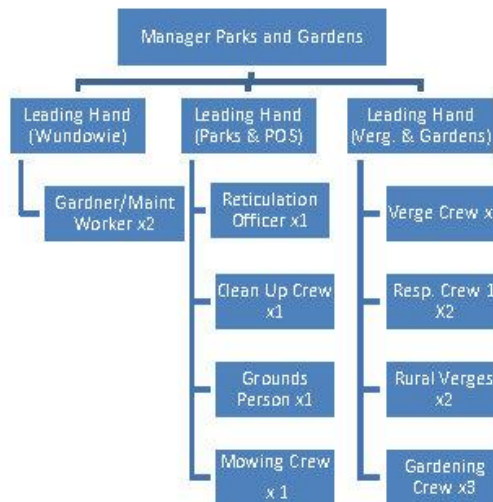 Manager Parks and Gardens
Leading Hand
(Wundowie)
Gardner/Maint
Worker x2
Leading Hand
(Parks & POS)
Reticulation
Officer x1
Clean Up Crew
x1
Grounds
Person x1
Mowing Crew
x 1
Leading Hand
(Verg. & Gardens)
Verge Crew x
Resp. Crew 1
X2
Rural Verges
x2
Gardening
Crew x3